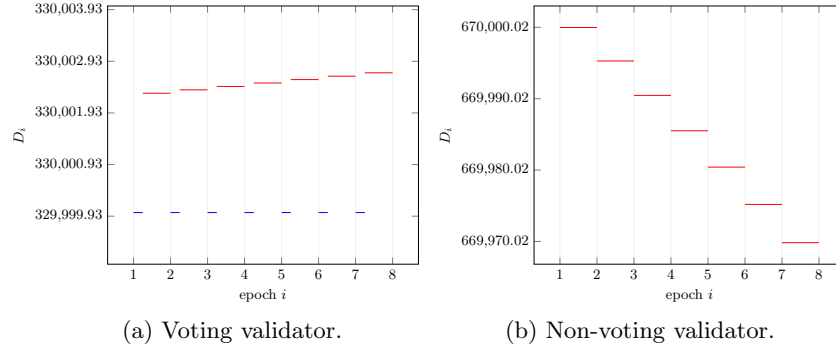 330,003.93
330,002.93
330,001.93
330,000.93
329,999.93
D_i
1 2 3 4 5 6 7 8
epoch i
(a) Voting validator.
670,000.02
669,990.02
669,980.02
669,970.02
D_i
1 2 3 4 5 6 7 8
epoch i
(b) Non-voting validator.